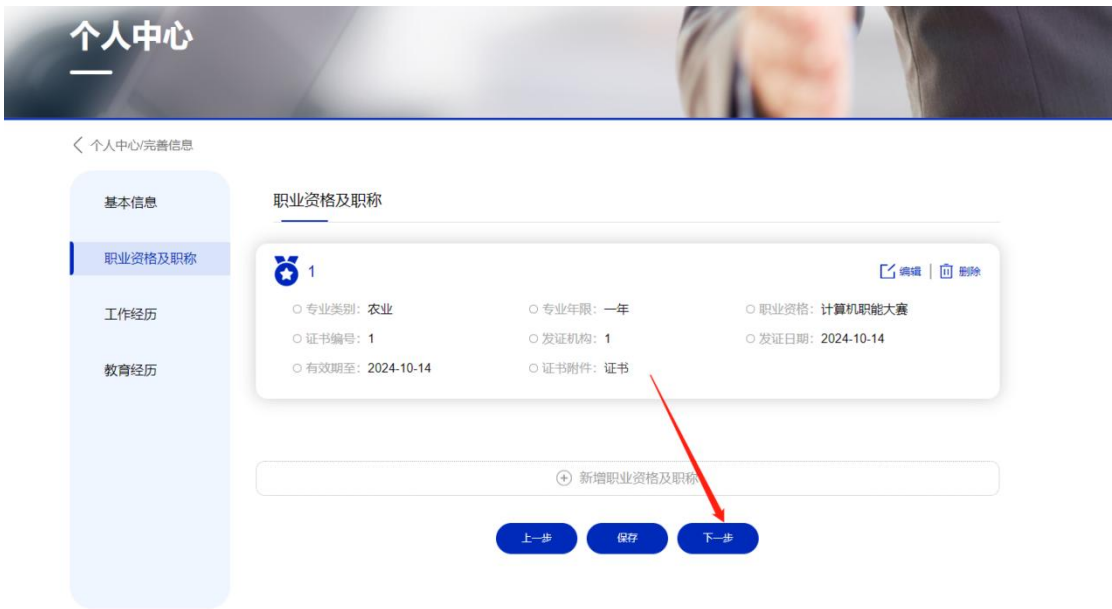 个人中心
个人中心/完善信息
基本信息
职业资格及职称
工作经历
教育经历
职业资格及职称
1
编辑 删除
专业类别：农业 专业年限：一年 职业资格：计算机职能大赛
证书编号：1 发证机构：1 发证日期：2024-10-14
有效期至：2024-10-14 证书附件：证书
新增职业资格及职称
上一步 保存 下一步